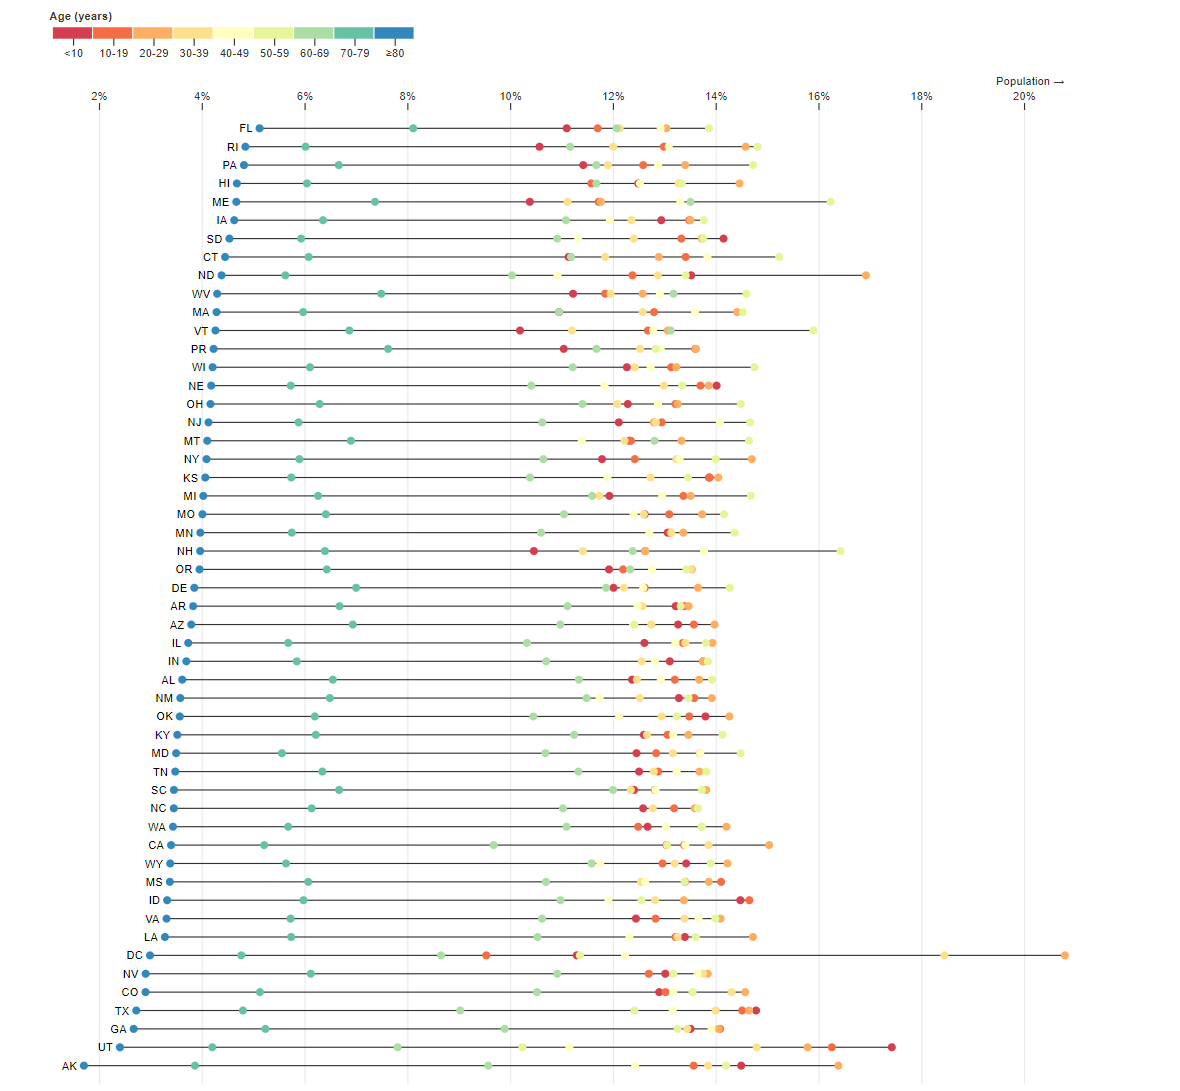 Age (years)
<10 10-19 20-29 30-39 40-49 50-59 60-69 70-79 ≥80
Population →
2% 4% 6% 8% 10% 12% 14% 16% 18% 20%
FL
RI
PA
HI
ME
IA
SD
CT
ND
WV
MA
VT
PR
WI
NE
OH
NJ
MT
NY
KS
MI
MO
MN
NH
OR
DE
AR
AZ
IL
IN
AL
NM
OK
KY
MD
TN
SC
NC
WA
CA
WY
MS
ID
VA
LA
DC
NV
CO
TX
GA
UT
AK